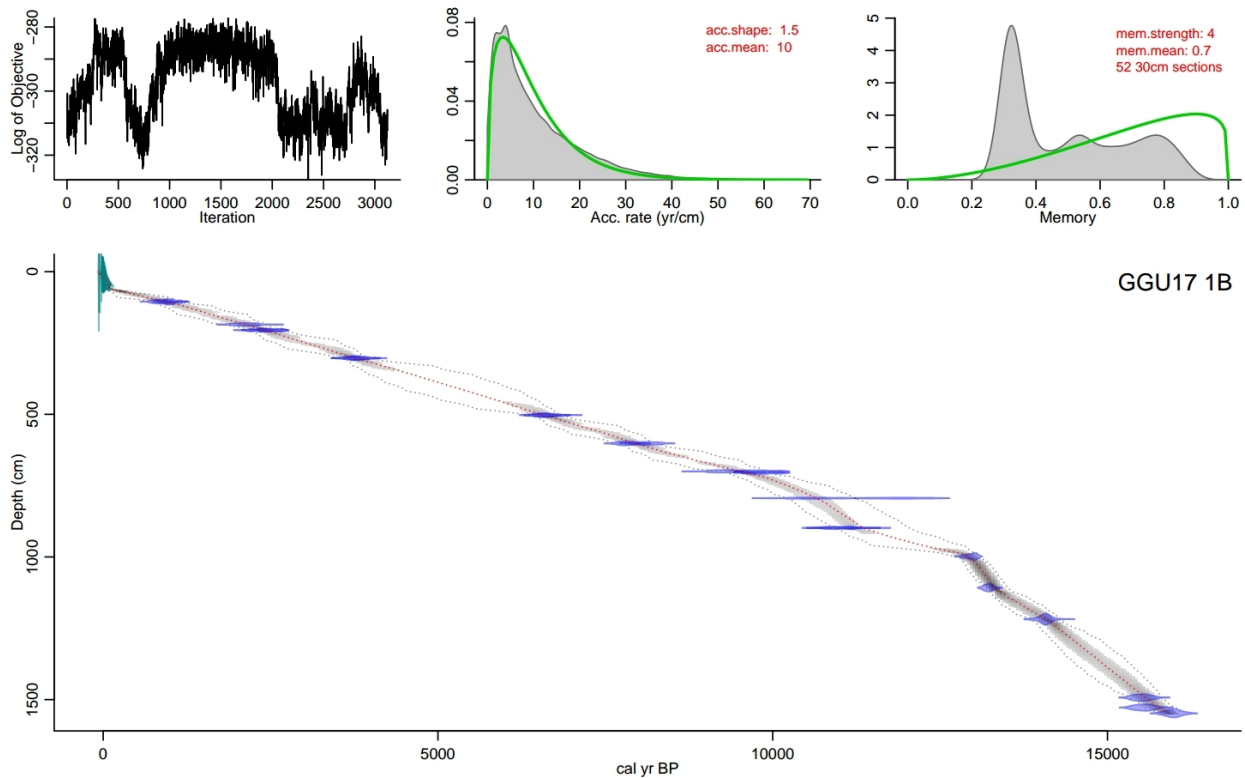 Log of Objective
-280
-300
-320
0 500 1000 1500 2000 2500 3000
Iteration
0.08
0.04
0.00
acc.shape: 1.5
acc.mean: 10
0 10 20 30 40 50 60 70
Acc. rate (yr/cm)
5
4
3
2
1
0
mem.strength: 4
mem.mean: 0.7
52 30cm sections
0.0 0.2 0.4 0.6 0.8 1.0
Memory
GGU17 1B
Depth (cm)
0
500
1000
1500
0 5000 10000 15000
cal yr BP